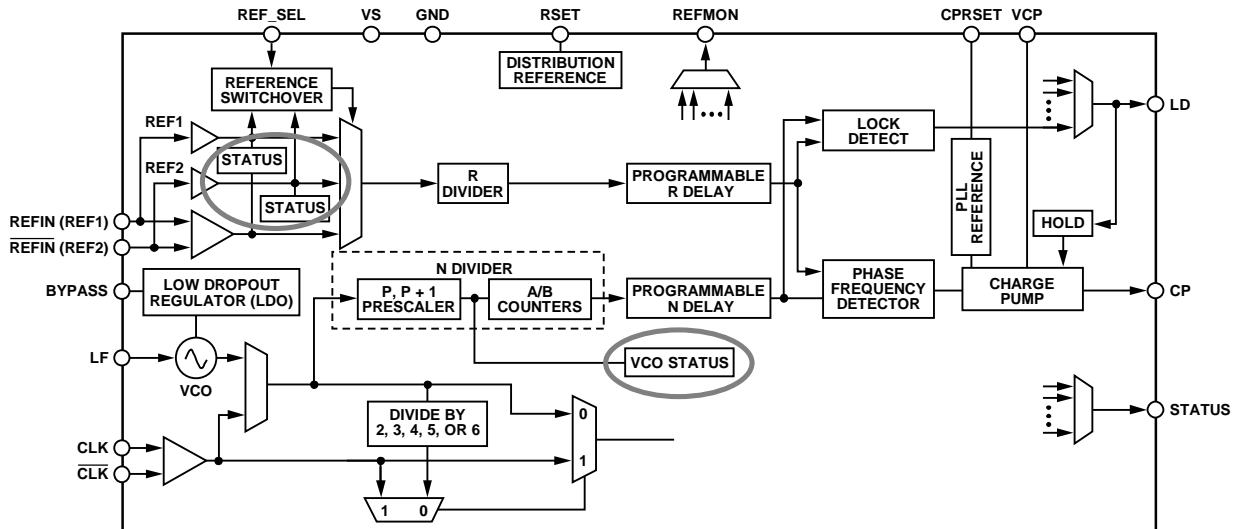 REF_SEL
VS
GND
RSET
REFMON
CPRSET
VCP
DISTRIBUTION
REFERENCE
REFERENCE
SWITCHOVER
LD
REF1
LOCK
DETECT
STATUS
REF2
R
DIVIDER
PROGRAMMABLE
R DELAY
PLL
REFERENCE
STATUS
REFIN (REF1)
HOLD
REFIN (REF2)
N DIVIDER
BYPASS
LOW DROPOUT
REGULATOR (LDO)
P, P + 1
PRESCALER
A/B
COUNTERS
PROGRAMMABLE
N DELAY
PHASE
FREQUENCY
DETECTOR
CHARGE
PUMP
CP
LF
VCO
VCO STATUS
DIVIDE BY
2, 3, 4, 5, OR 6
0
STATUS
CLK
CLK
1
1 0